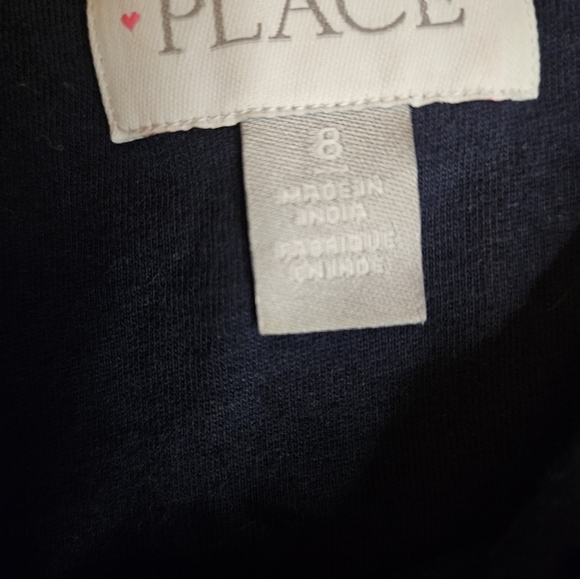 PLACE
8
MADE IN
INDIA
FABRIQUÉ
EN INDE